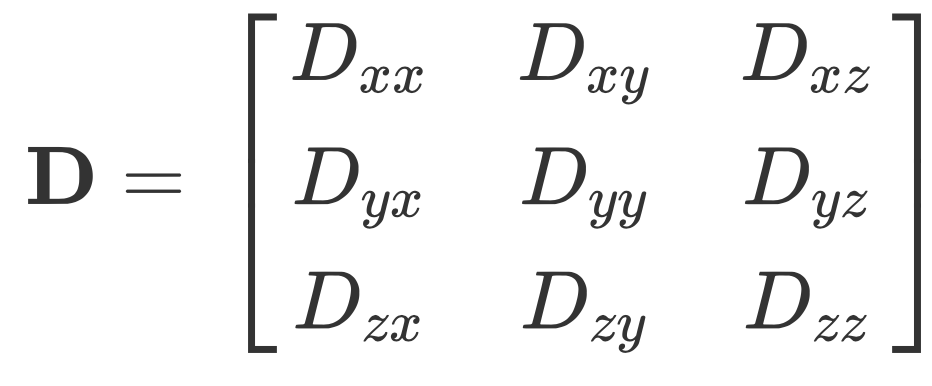 𝐃 = [ D_xx D_xy D_xz
D_yx D_yy D_yz
D_zx D_zy D_zz ]